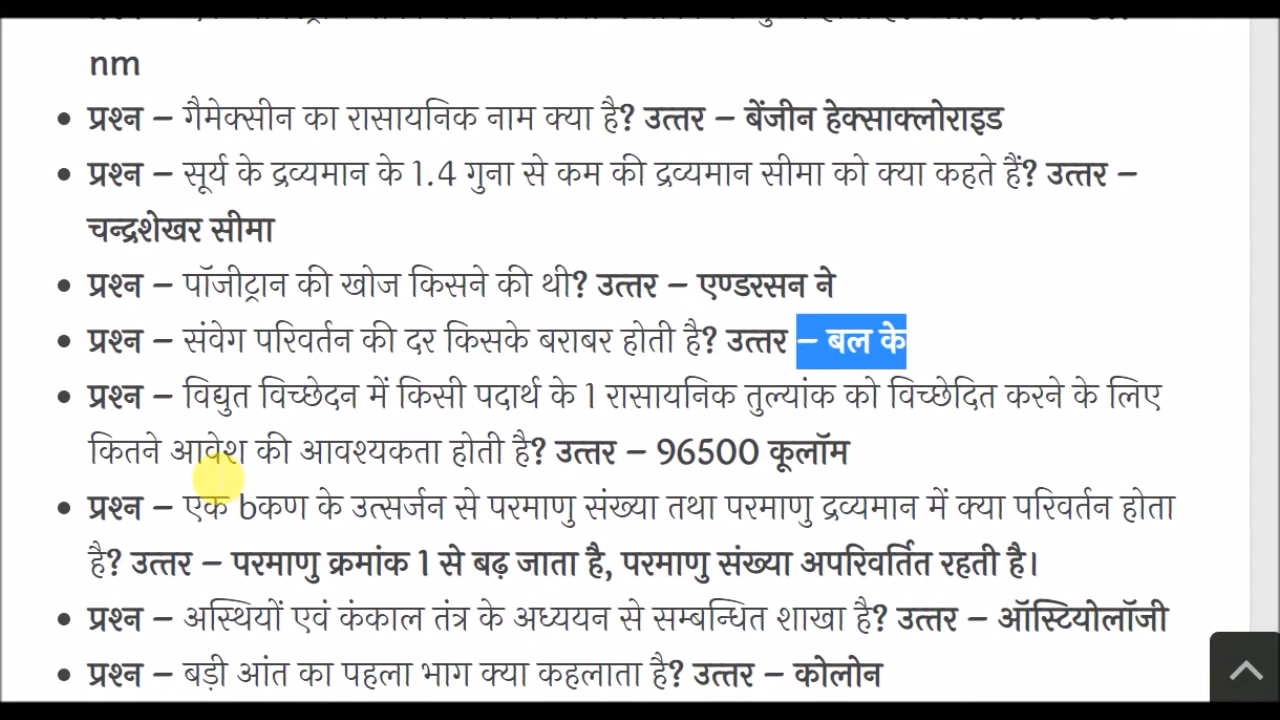 nm
• प्रश्न – गैमेक्सीन का रासायनिक नाम क्या है? उत्तर – बेंजीन हेक्साक्लोराइड
• प्रश्न – सूर्य के द्रव्यमान के 1.4 गुना से कम की द्रव्यमान सीमा को क्या कहते हैं? उत्तर –
चन्द्रशेखर सीमा
• प्रश्न – पॉजीट्रान की खोज किसने की थी? उत्तर – एण्डरसन ने
• प्रश्न – संवेग परिवर्तन की दर किसके बराबर होती है? उत्तर – बल के
• प्रश्न – विद्युत विच्छेदन में किसी पदार्थ के 1 रासायनिक तुल्यांक को विच्छेदित करने के लिए
कितने आवेश की आवश्यकता होती है? उत्तर – 96500 कूलॉम
• प्रश्न – एक bकण के उत्सर्जन से परमाणु संख्या तथा परमाणु द्रव्यमान में क्या परिवर्तन होता
है? उत्तर – परमाणु क्रमांक 1 से बढ़ जाता है, परमाणु संख्या अपरिवर्तित रहती है।
• प्रश्न – अस्थियों एवं कंकाल तंत्र के अध्ययन से सम्बन्धित शाखा है? उत्तर – ऑस्टियोलॉजी
• प्रश्न – बड़ी आंत का पहला भाग क्या कहलाता है? उत्तर – कोलोन